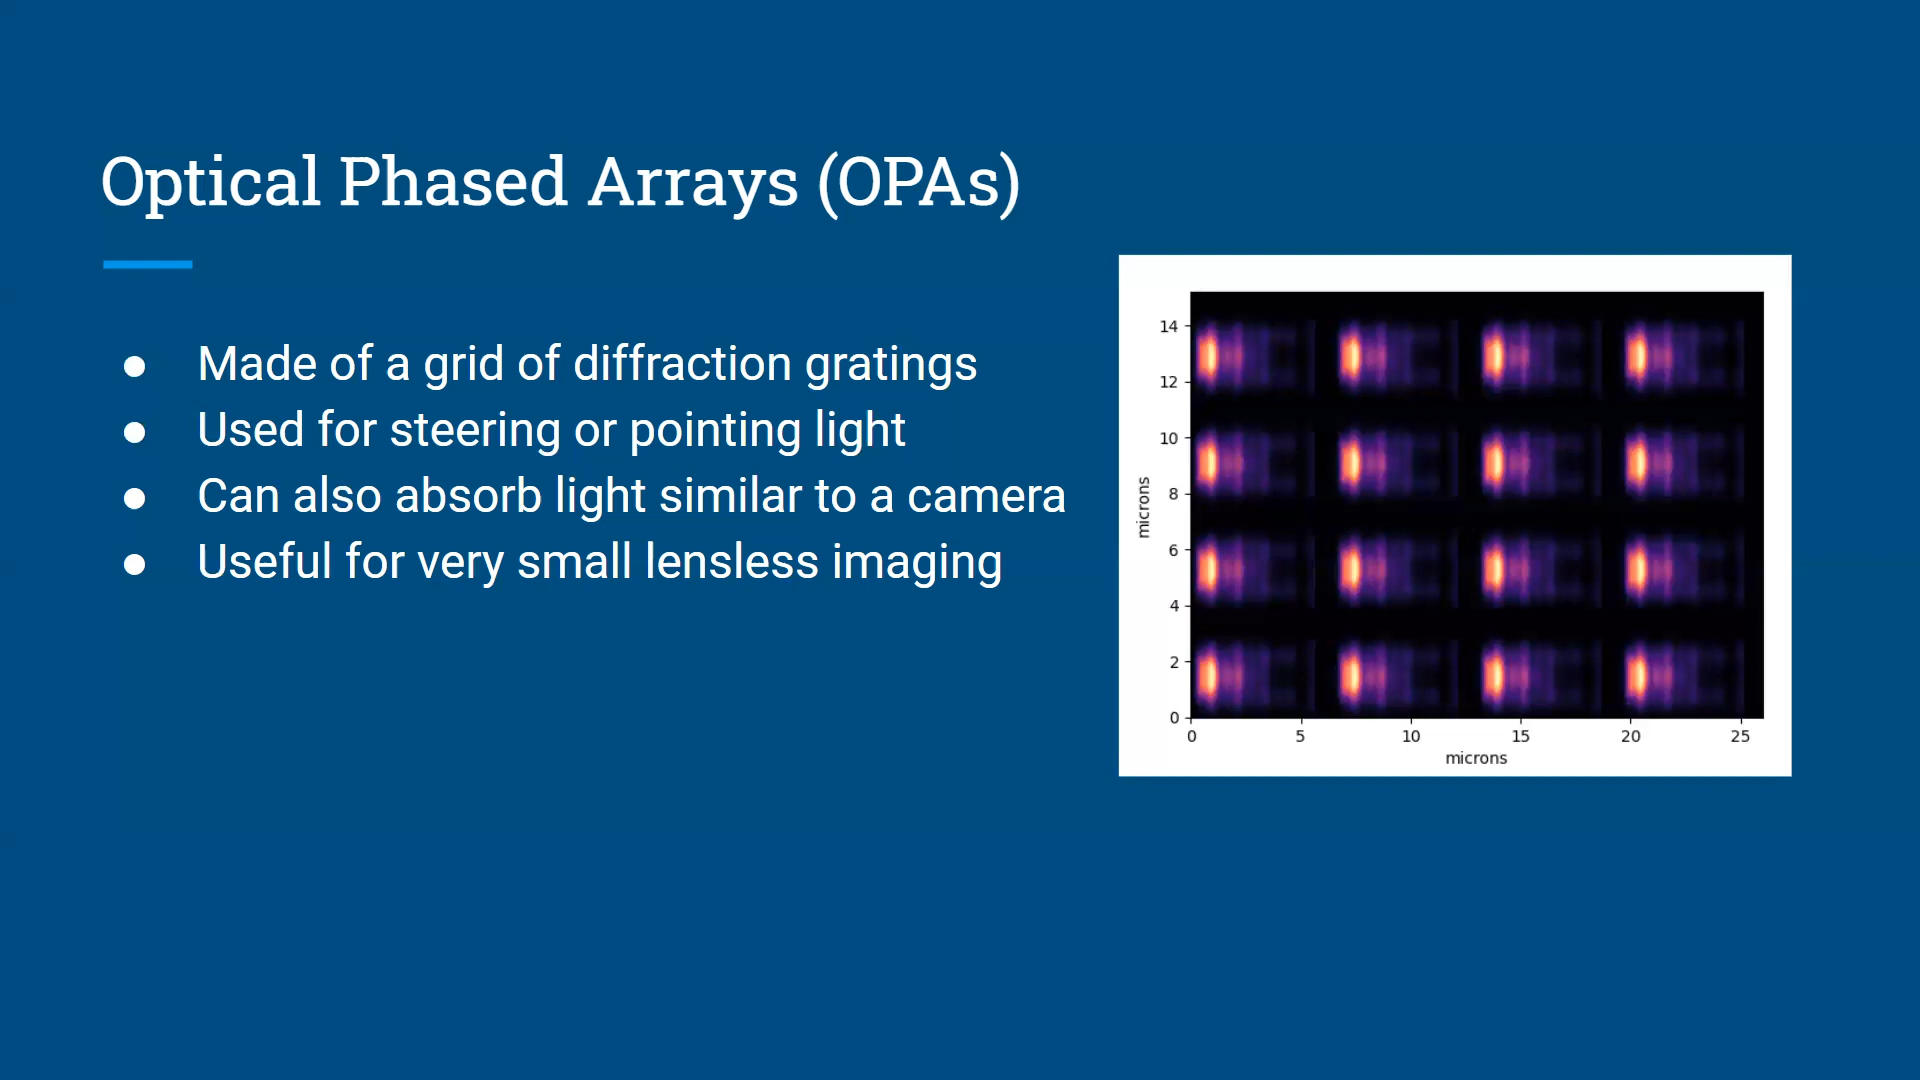 Optical Phased Arrays (OPAs)
● Made of a grid of diffraction gratings
● Used for steering or pointing light
● Can also absorb light similar to a camera
● Useful for very small lensless imaging
14
12
10
8
6
4
2
0
microns
0 5 10 15 20 25
microns